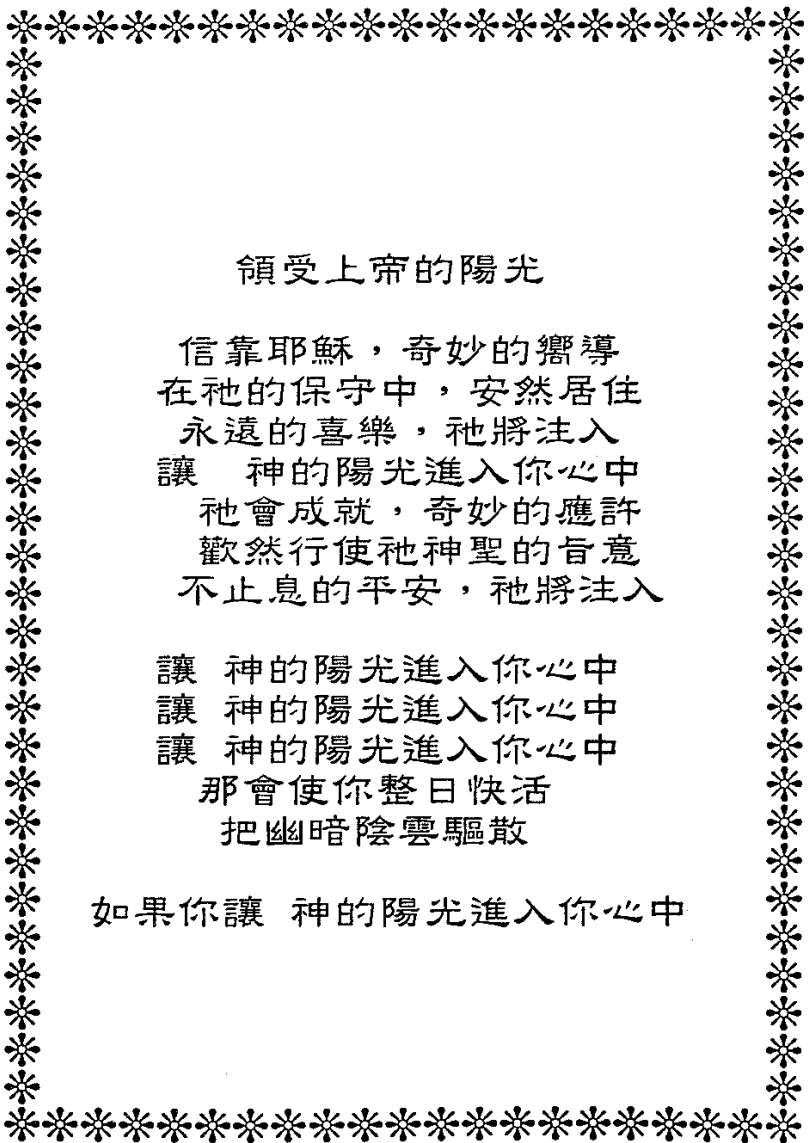 領受上帝的陽光
信靠耶穌，奇妙的嚮導
在祂的保守中，安然居住
永遠的喜樂，祂將注入
讓　神的陽光進入你心中
祂會成就，奇妙的應許
歡然行使祂神聖的旨意
不止息的平安，祂將注入
讓 神的陽光進入你心中
讓 神的陽光進入你心中
讓 神的陽光進入你心中
那會使你整日快活
把幽暗陰雲驅散
如果你讓 神的陽光進入你心中